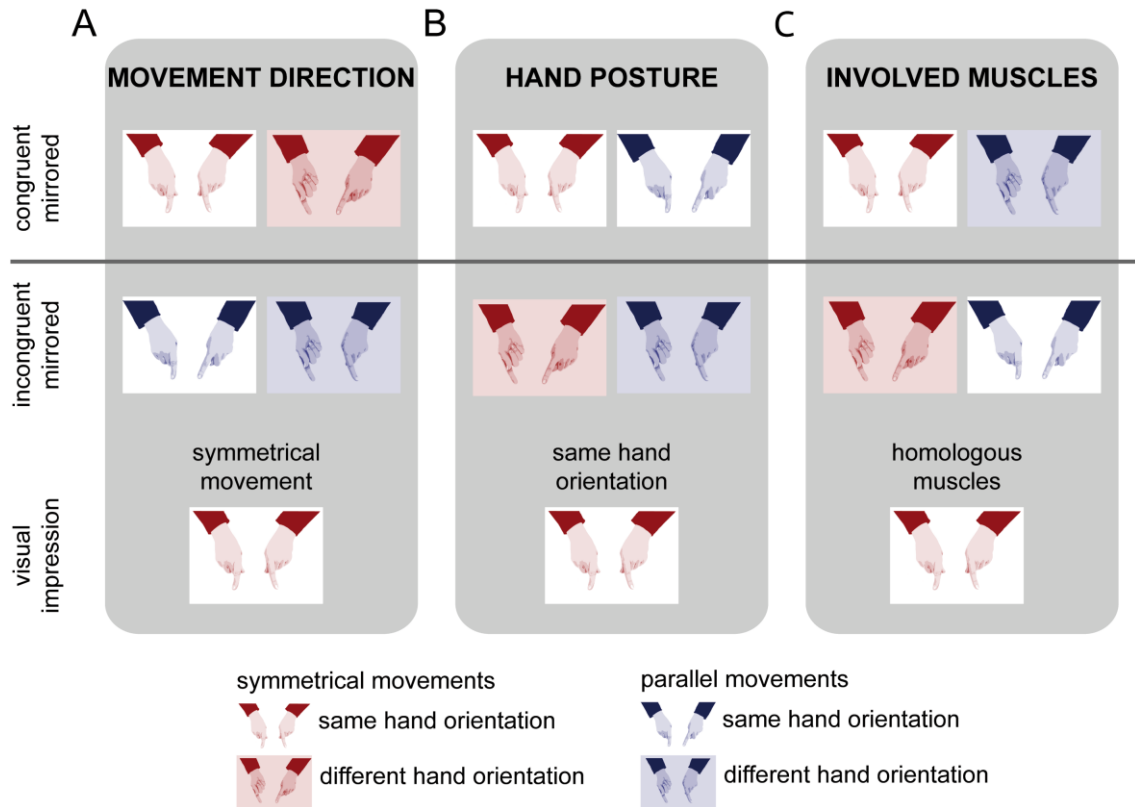 A
B
C
MOVEMENT DIRECTION
HAND POSTURE
INVOLVED MUSCLES
congruent
mirrored
incongruent
mirrored
symmetrical
movement
same hand
orientation
homologous
muscles
visual
impression
symmetrical movements
same hand orientation
different hand orientation
parallel movements
same hand orientation
different hand orientation